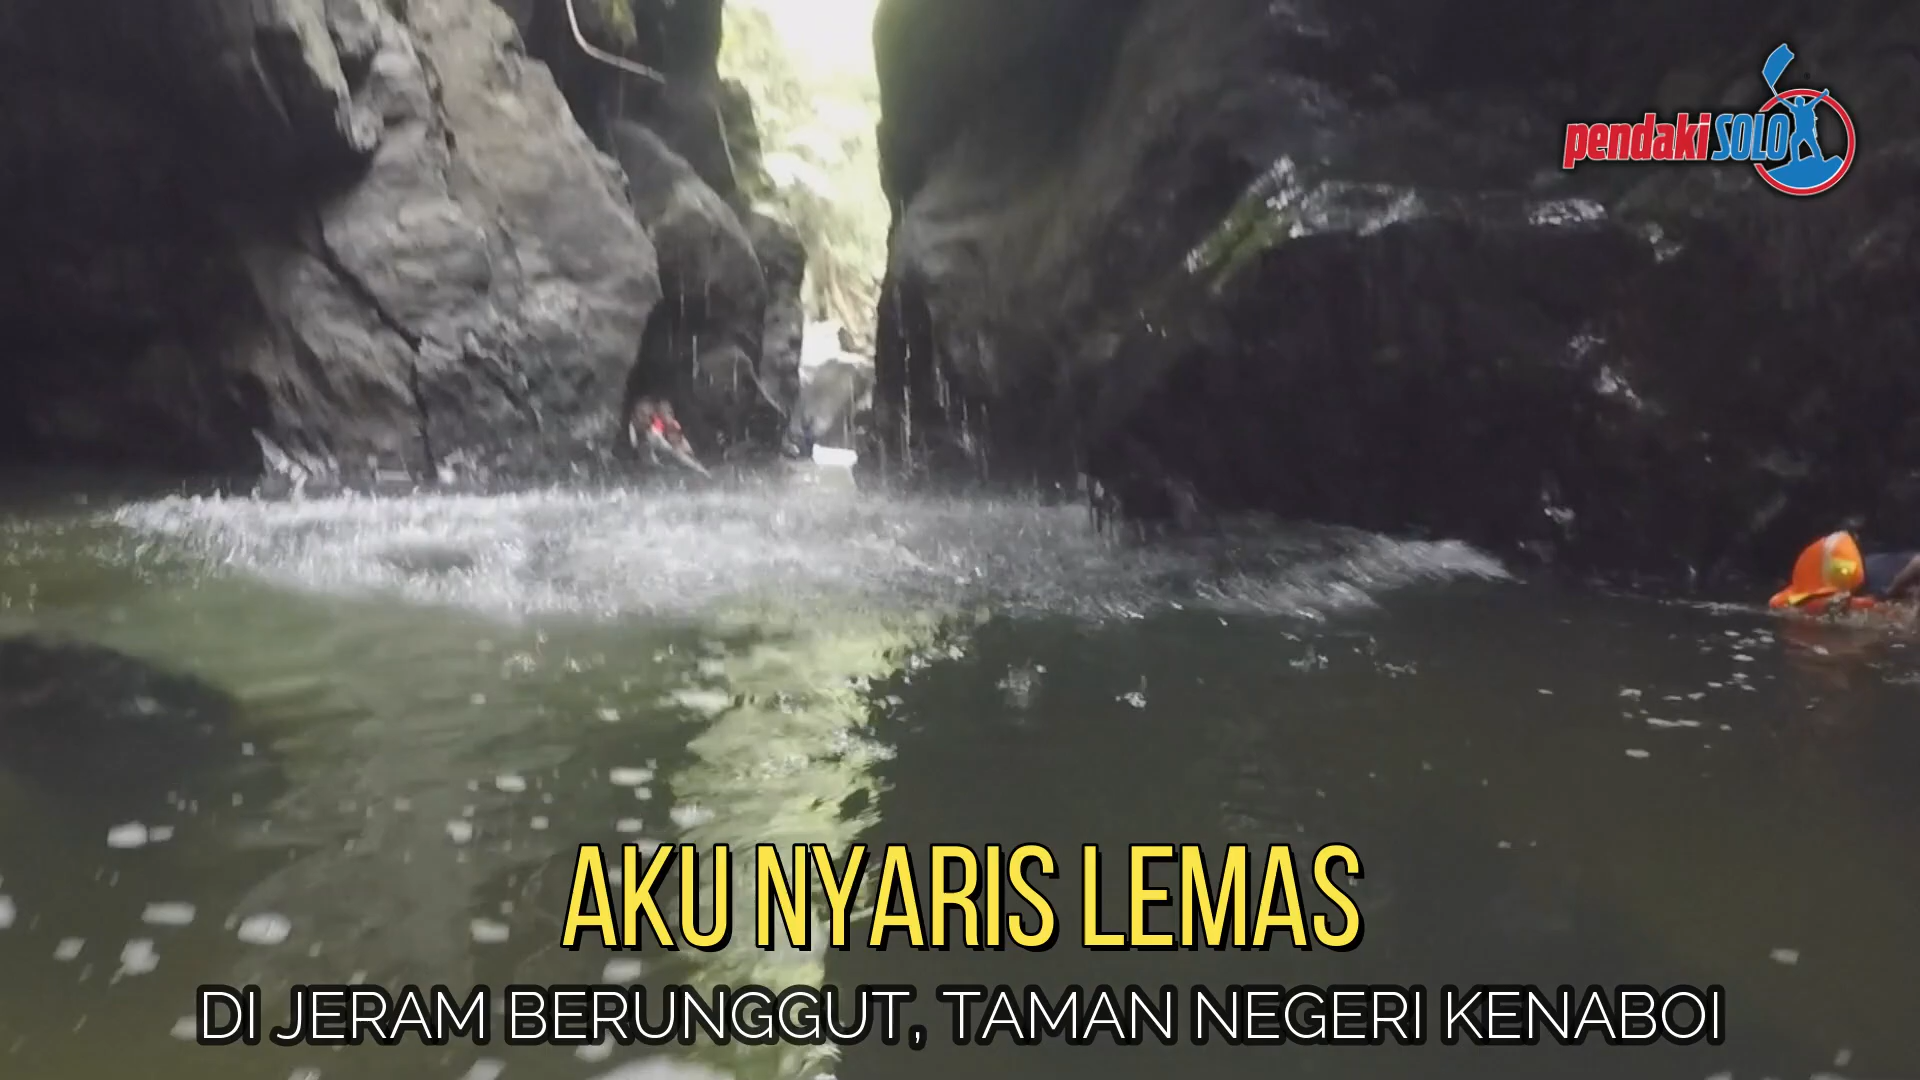 pendakiSOLO
AKU NYARIS LEMAS
DI JERAM BERUNGGUT, TAMAN NEGERI KENABOI